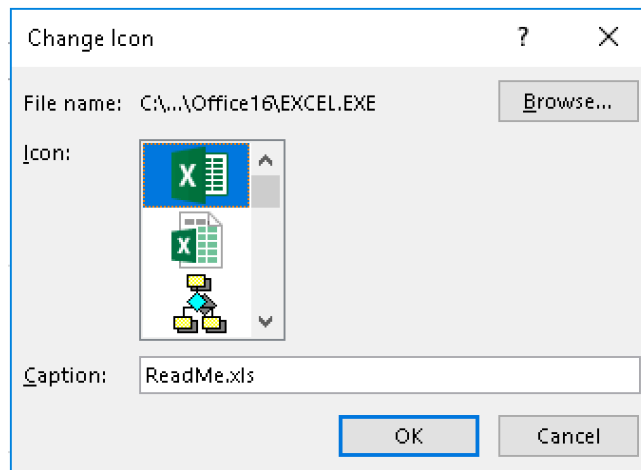 Change Icon ? X
File name: C:\...\Office16\EXCEL.EXE Browse...
Icon:
Caption: ReadMe.xls
OK Cancel